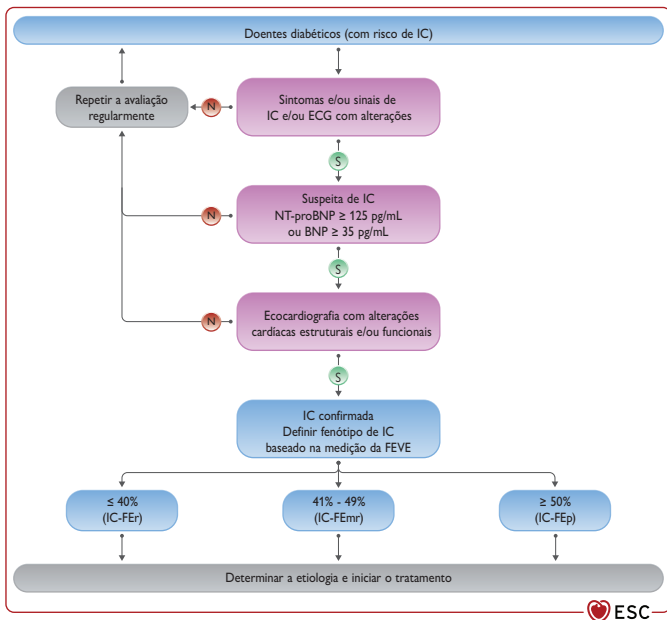 Doentes diabéticos (com risco de IC)
Repetir a avaliação
regularmente
N
Sintomas e/ou sinais de
IC e/ou ECG com alterações
S
N
Suspeita de IC
NT-proBNP ≥ 125 pg/mL
ou BNP ≥ 35 pg/mL
S
N
Ecocardiografia com alterações
cardíacas estruturais e/ou funcionais
S
IC confirmada
Definir fenótipo de IC
baseado na medição da FEVE
≤ 40%
(IC-FEr)
41% - 49%
(IC-FEmr)
≥ 50%
(IC-FEp)
Determinar a etiologia e iniciar o tratamento
ESC